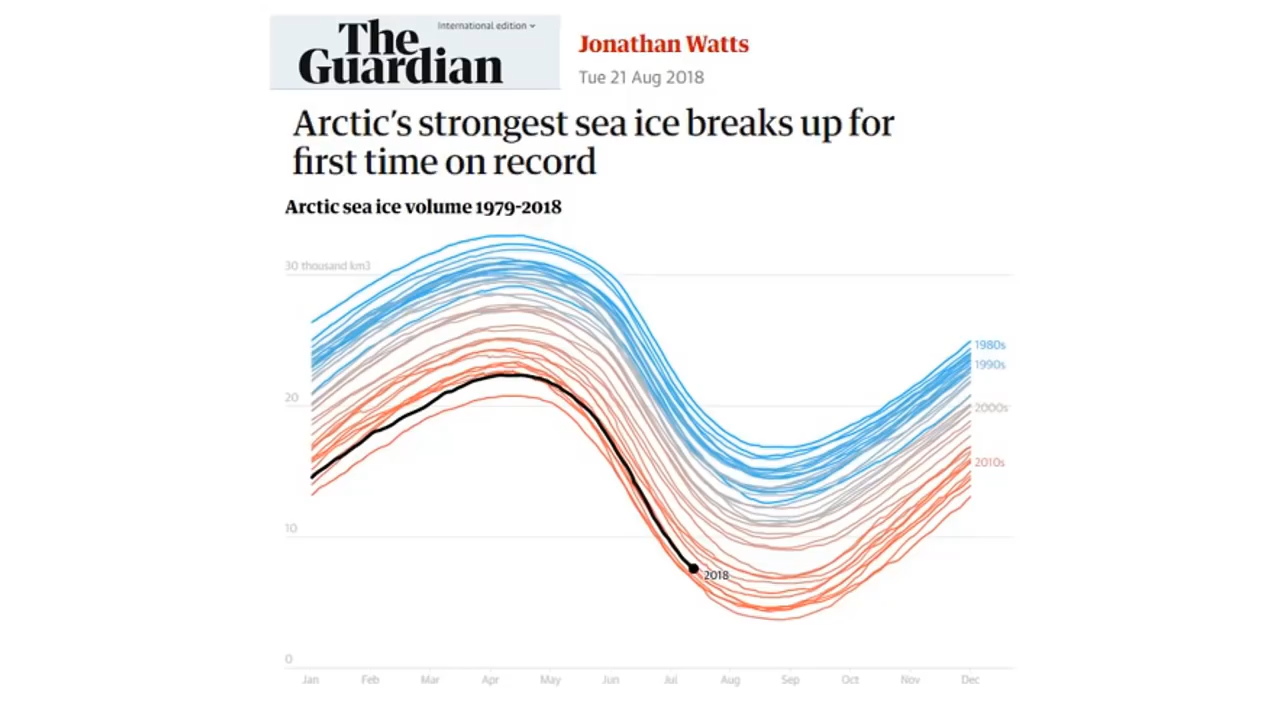 International edition
The
Guardian
Jonathan Watts
Tue 21 Aug 2018
Arctic's strongest sea ice breaks up for
first time on record
Arctic sea ice volume 1979-2018
30 thousand km3
1980s
1990s
20
2000s
2010s
10
2018
0
Jan Feb Mar Apr May Jun Jul Aug Sep Oct Nov Dec